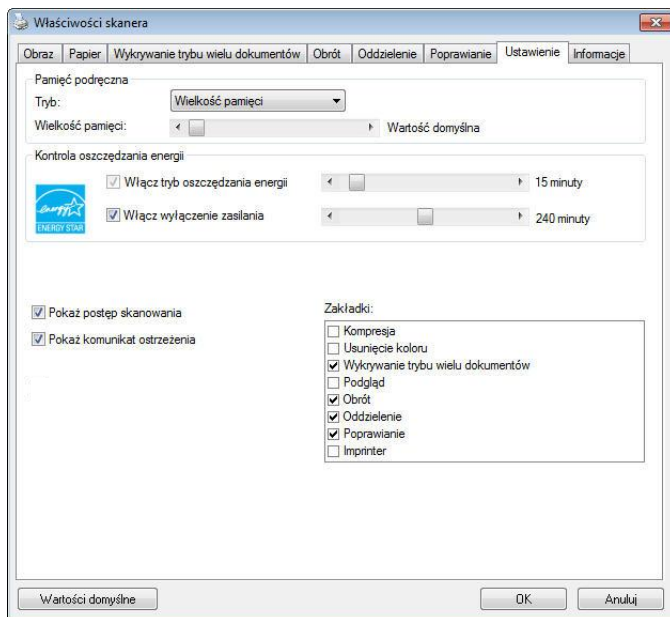 Właściwości skanera
Obraz Papier Wykrywanie trybu wielu dokumentów Obrót Oddzielenie Poprawianie Ustawienie Informacje
Pamięć podręczna
Tryb: Wielkość pamięci
Wielkość pamięci: Wartość domyślna
Kontrola oszczędzania energii
Włącz tryb oszczędzania energii 15 minuty
energy
ENERGY STAR
Włącz wyłączenie zasilania 240 minuty
Pokaż postęp skanowania
Pokaż komunikat ostrzeżenia
Zakładki:
Kompresja
Usunięcie koloru
Wykrywanie trybu wielu dokumentów
Podgląd
Obrót
Oddzielenie
Poprawianie
Imprinter
Wartości domyślne OK Anuluj